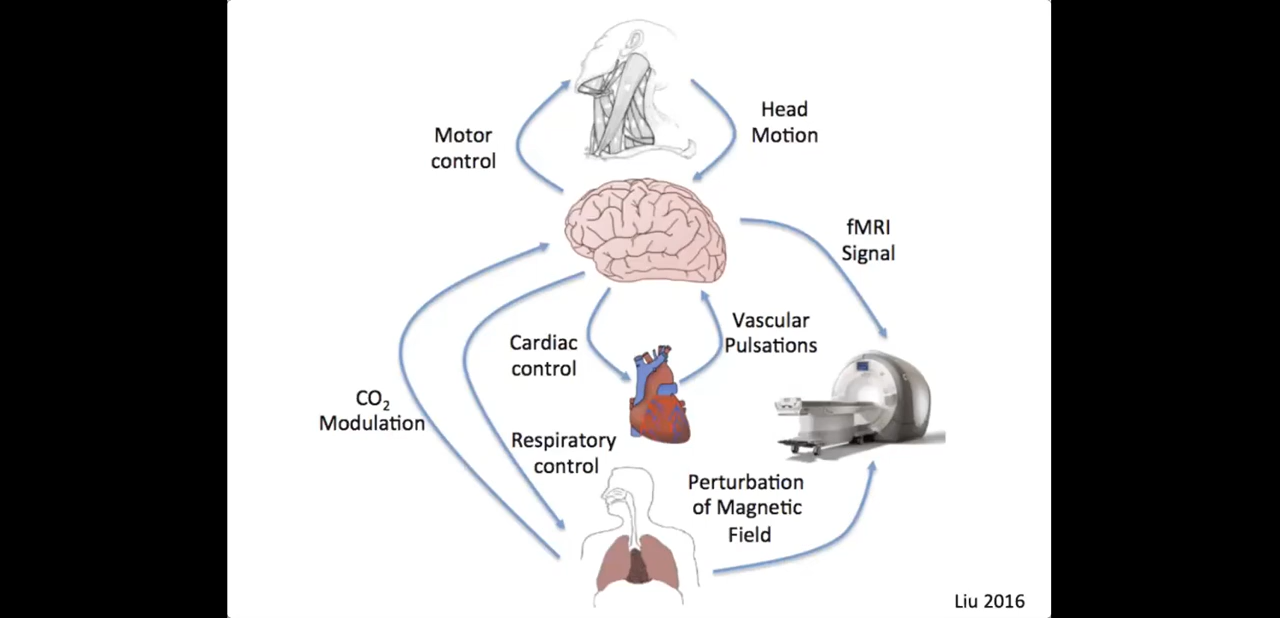 Head
Motion
Motor
control
fMRI
Signal
Vascular
Pulsations
Cardiac
control
CO₂
Modulation
Respiratory
control
Perturbation
of Magnetic
Field
Liu 2016